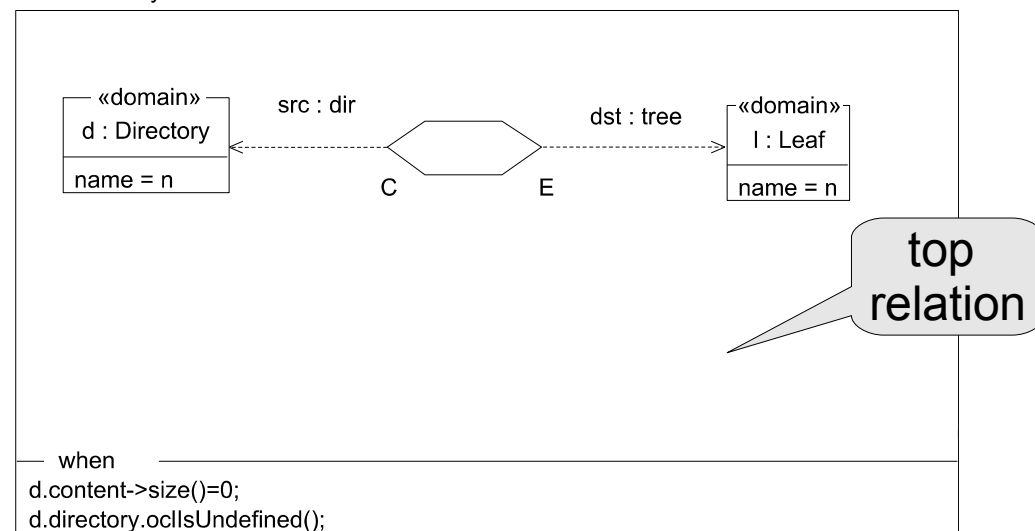 «domain»
d : Directory
name = n
src : dir
C
E
dst : tree
«domain»
l : Leaf
name = n
top
relation
when
d.content->size()=0;
d.directory.oclIsUndefined();